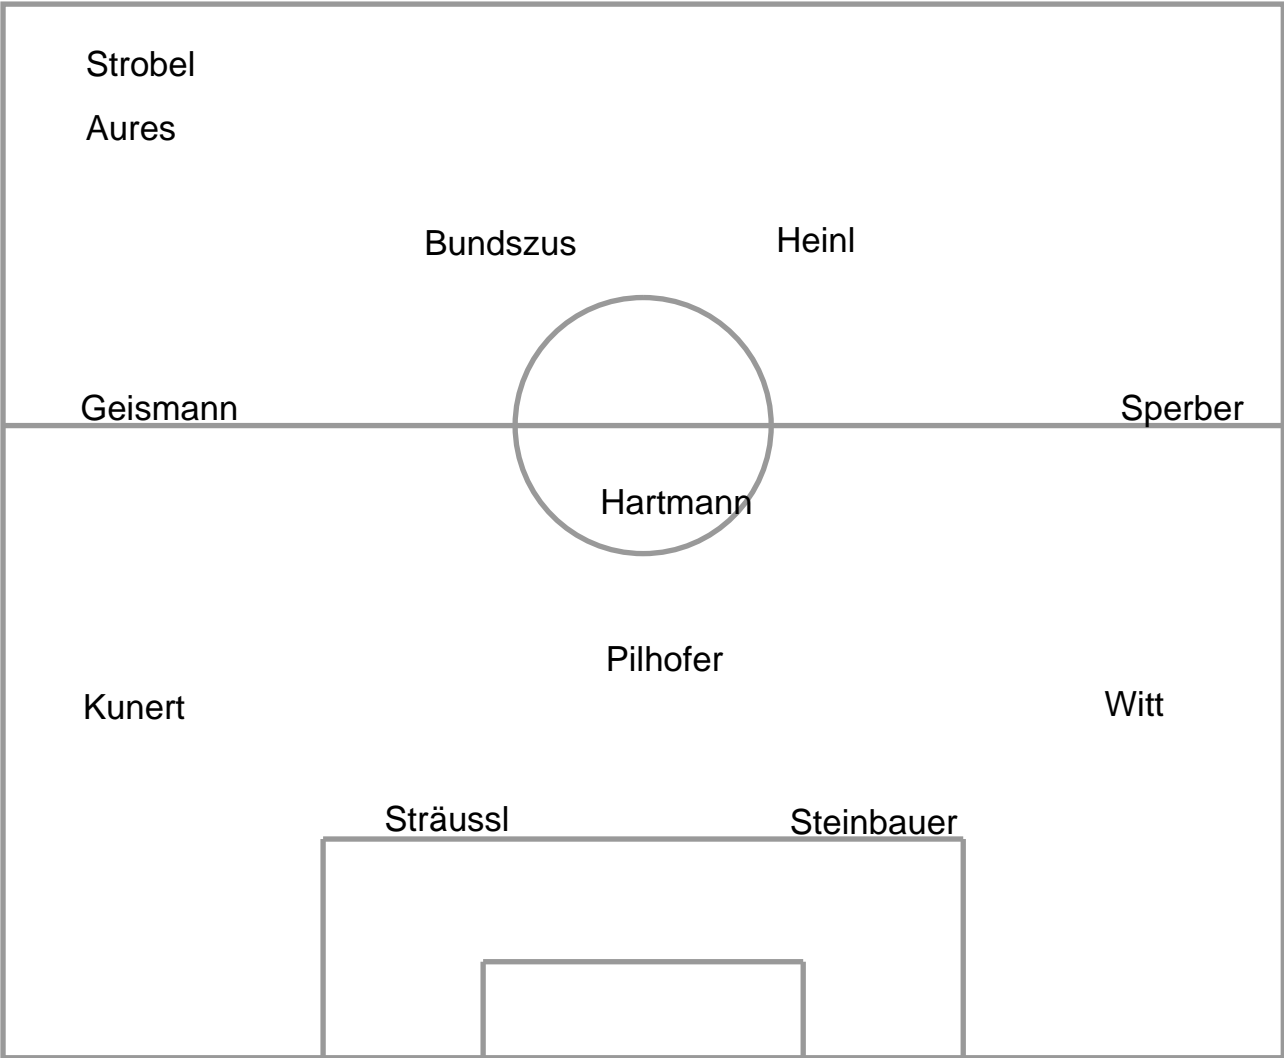 Strobel
Aures
Bundszus
Heinl
Geismann
Sperber
Hartmann
Pilhofer
Kunert
Witt
Sträussl
Steinbauer